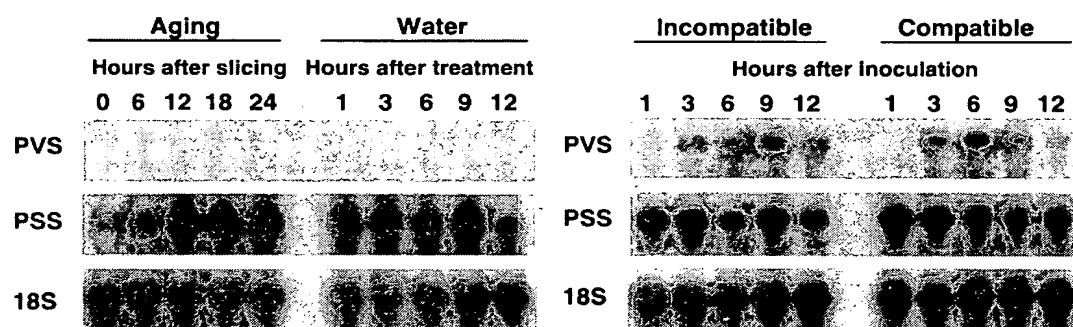 Aging Water
Hours after slicing Hours after treatment
0 6 12 18 24 1 3 6 9 12
PVS
PSS
18S
Incompatible Compatible
Hours after inoculation
1 3 6 9 12 1 3 6 9 12
PVS
PSS
18S